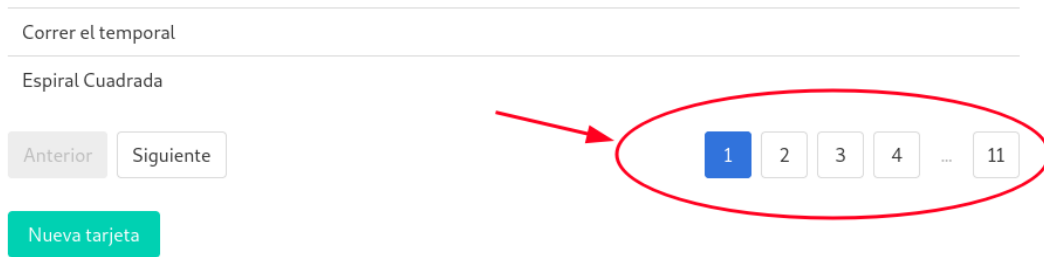 Correr el temporal
Espiral Cuadrada
Anterior Siguiente 1 2 3 4 ... 11
Nueva tarjeta